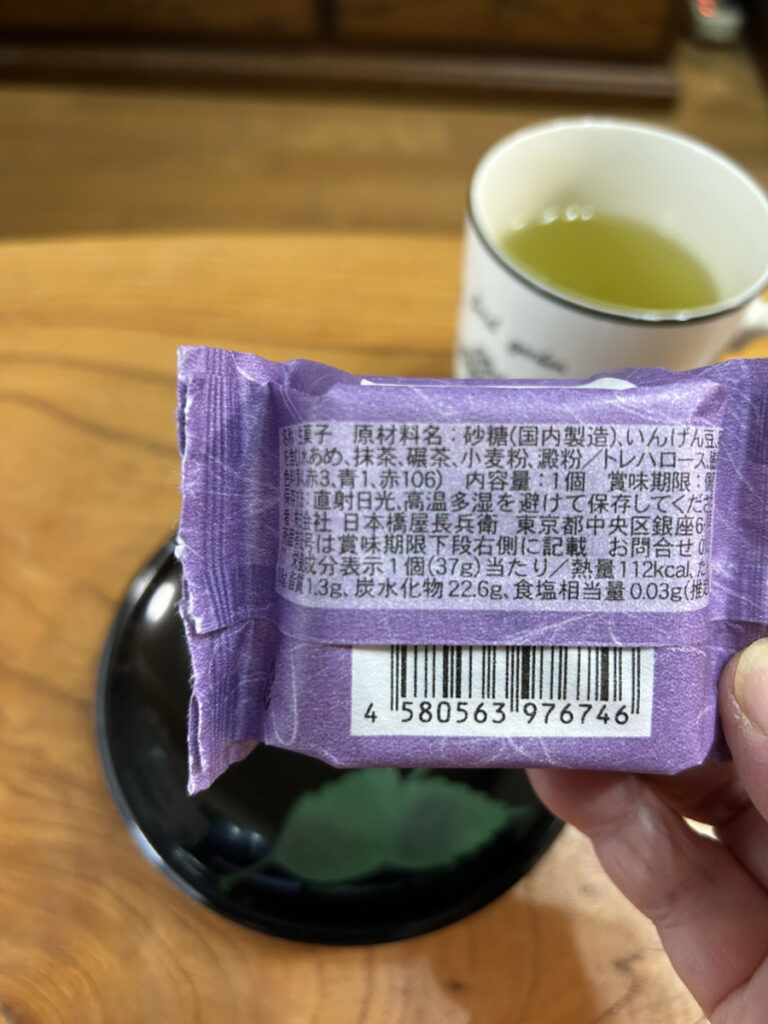 菓子 原材料名：砂糖(国内製造)、いんげん豆、
水あめ、抹茶、碾茶、小麦粉、澱粉／トレハロース、
赤3、青1、赤106) 内容量：1個 賞味期限：
直射日光、高温多湿を避けて保存してくださ
株式会社 日本橋屋長兵衛 東京都中央区銀座6
号は賞味期限下段右側に記載 お問合せ
成分表示 1個(37g)当たり／熱量112kcal、た
脂質1.3g、炭水化物22.6g、食塩相当量0.03g(推定
4 580563 976746